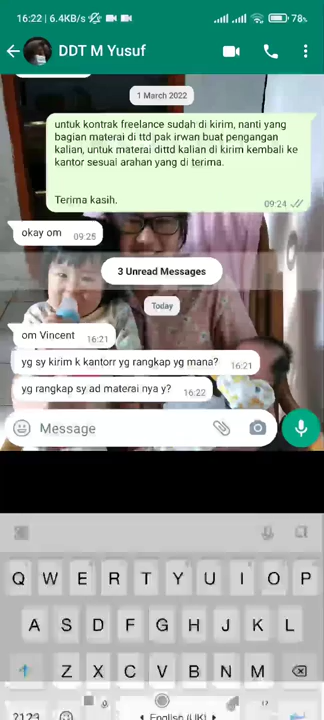 16:22 | 6.4KB/s
78%
DDT M Yusuf
1 March 2022
untuk kontrak freelance sudah di kirim, nanti yang
bagian materai di ttd pak irwan buat pengangan
kalian, untuk materai dittd kalian di kirim kembali ke
kantor sesual arahan yang di terima.
Terima kasih.
09:24
okay om 09:25
3 Unread Messages
Today
om Vincent 16:21
yg sy kirim k kantorr yg rangkap yg mana? 16:21
yg rangkap sy ad materai nya y? 16:22
Message
Q W E R T Y U I O P
A S D F G H J K L
Z X C V B N M
?123 English (UK)